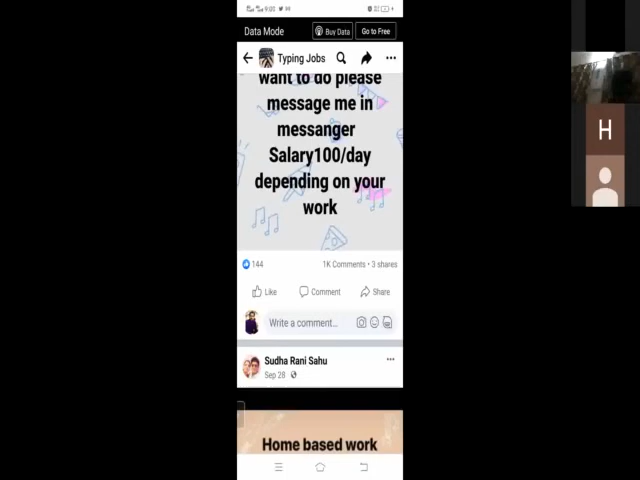 9:00
Data Mode
Buy Data
Go to Free
Typing Jobs
want to do please
message me in
messanger
Salary100/day
depending on your
work
144
1K Comments • 3 shares
Like
Comment
Share
Write a comment...
Sudha Rani Sahu
Sep 28
Home based work
H